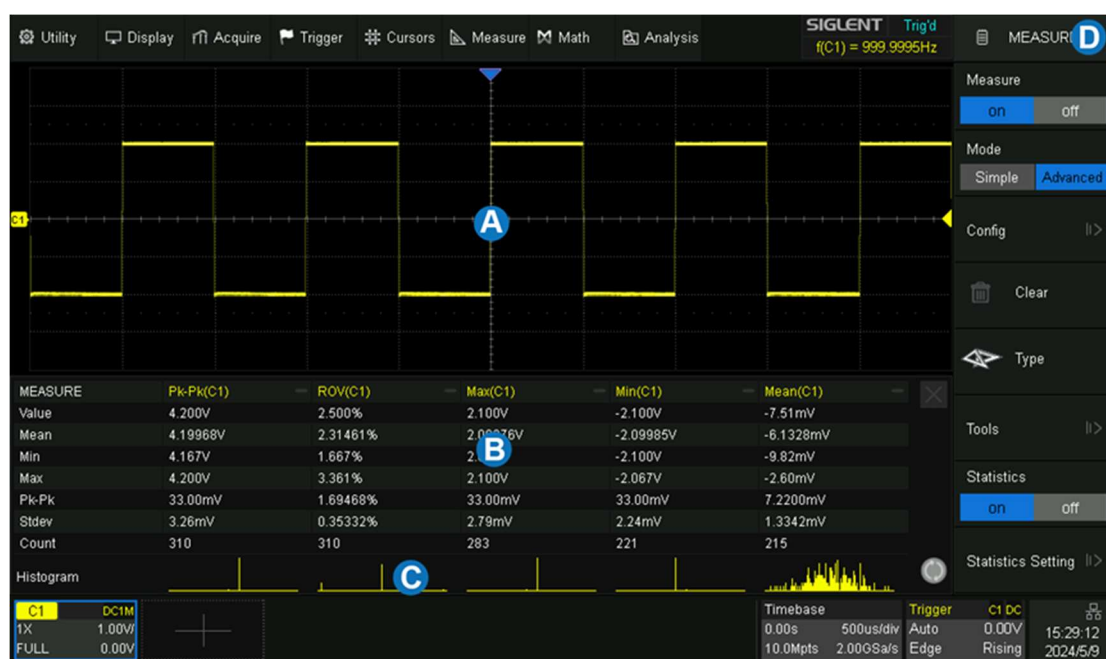 Utility Display Acquire Trigger Cursors Measure Math Analysis
SIGLENT Trig'd
f(C1) = 999.9995Hz
D
Measure
on off
Mode
Simple Advanced
Config
Clear
Type
Tools
Statistics
on off
Statistics Setting
C1
A
MEASURE Pk-Pk(C1) ROV(C1) Max(C1) Min(C1) Mean(C1)
Value 4.200V 2.500% 2.100V -2.100V -7.51mV
Mean 4.19968V 2.31461% -2.09985V -6.1328mV
Min 4.167V 1.667% -2.100V -9.82mV
B
Max 4.200V 3.361% 2.100V -2.067V -2.60mV
Pk-Pk 33.00mV 1.69468% 33.00mV 33.00mV 7.2200mV
Stdev 3.26mV 0.35332% 2.79mV 2.24mV 1.3342mV
Count 310 310 283 221 215
Histogram
C
C1 DC1M
1X 1.00V/
FULL 0.00V
Timebase
0.00s 500us/div
10.0Mpts 2.00GSa/s
Trigger C1 DC
Auto 0.00V
Edge Rising
15:29:12
2024/5/9